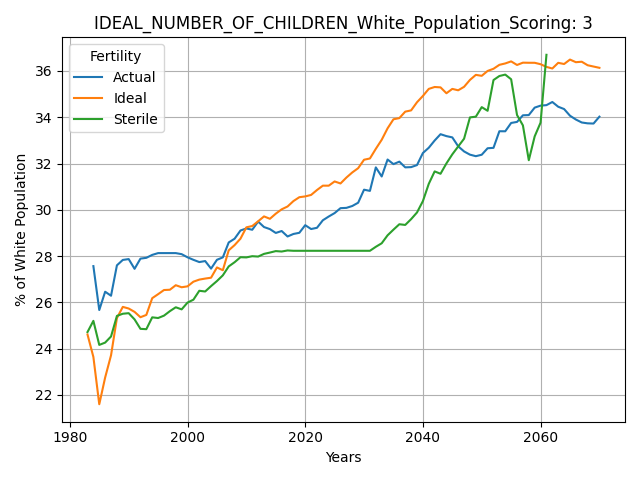 IDEAL_NUMBER_OF_CHILDREN_White_Population_Scoring: 3
Fertility
Actual
Ideal
Sterile
% of White Population
36
34
32
30
28
26
24
22
1980
2000
2020
2040
2060
Years